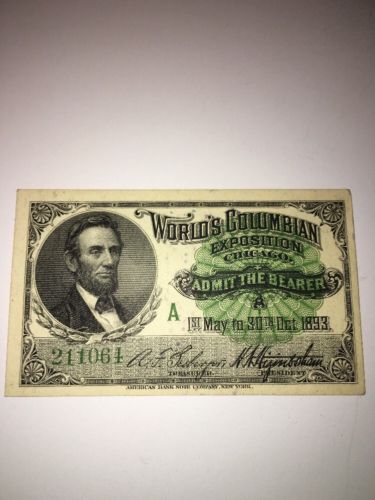 WORLD'S COLUMBIAN
EXPOSITION
CHICAGO.
ADMIT THE BEARER
A
A
1ST May to 30TH Oct 1893.
211064
TREASURER
PRESIDENT
AMERICAN BANK NOTE COMPANY, NEW YORK.